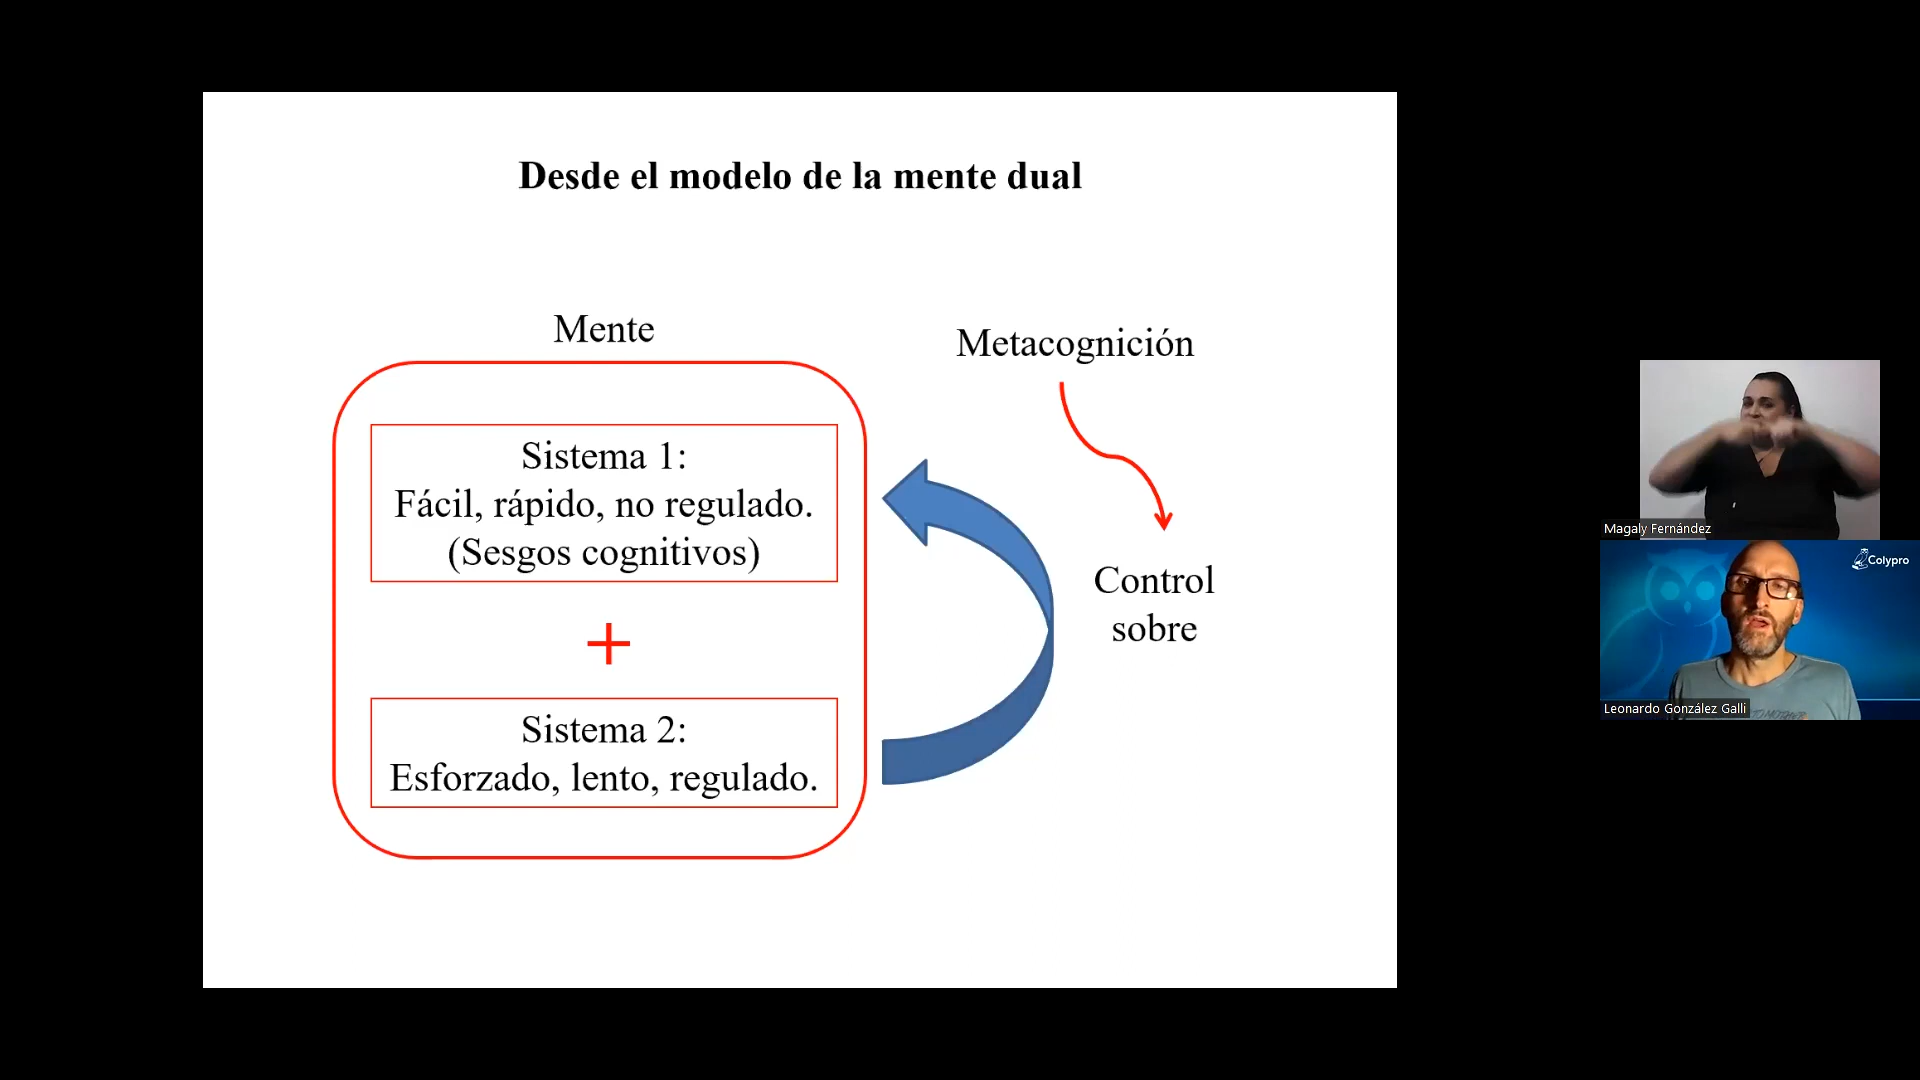 Desde el modelo de la mente dual
Mente
Metacognición
Sistema 1:
Fácil, rápido, no regulado.
(Sesgos cognitivos)
+
Sistema 2:
Esforzado, lento, regulado.
Control
sobre
Magaly Fernández
Colypro
Leonardo González Galli